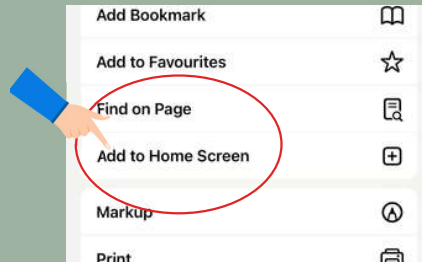 Add Bookmark
Add to Favourites
Find on Page
Add to Home Screen
Markup
Print